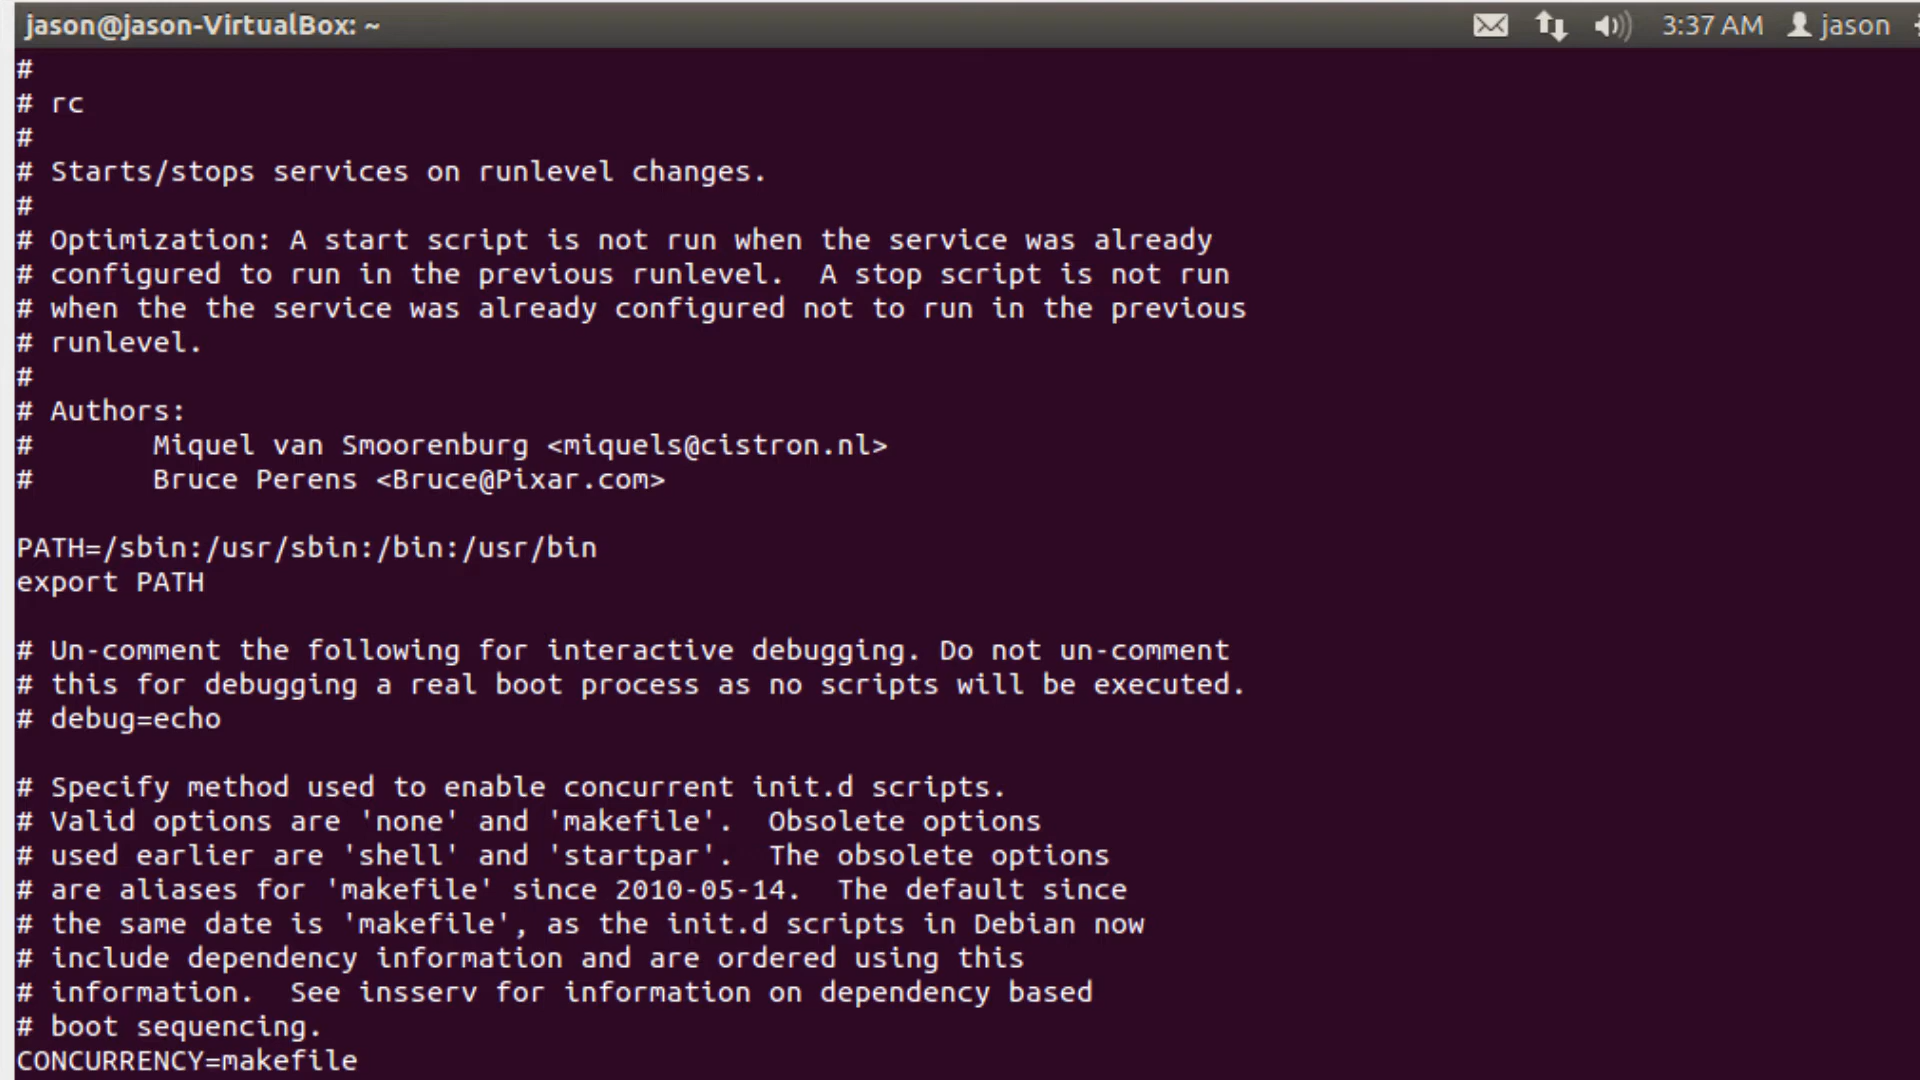 jason@jason-VirtualBox: ~
3:37 AM
jason
#
# rc
#
# Starts/stops services on runlevel changes.
#
# Optimization: A start script is not run when the service was already
# configured to run in the previous runlevel.  A stop script is not run
# when the the service was already configured not to run in the previous
# runlevel.
#
# Authors:
#       Miquel van Smoorenburg <miquels@cistron.nl>
#       Bruce Perens <Bruce@Pixar.com>

PATH=/sbin:/usr/sbin:/bin:/usr/bin
export PATH

# Un-comment the following for interactive debugging. Do not un-comment
# this for debugging a real boot process as no scripts will be executed.
# debug=echo

# Specify method used to enable concurrent init.d scripts.
# Valid options are 'none' and 'makefile'.  Obsolete options
# used earlier are 'shell' and 'startpar'.  The obsolete options
# are aliases for 'makefile' since 2010-05-14.  The default since
# the same date is 'makefile', as the init.d scripts in Debian now
# include dependency information and are ordered using this
# information.  See insserv for information on dependency based
# boot sequencing.
CONCURRENCY=makefile